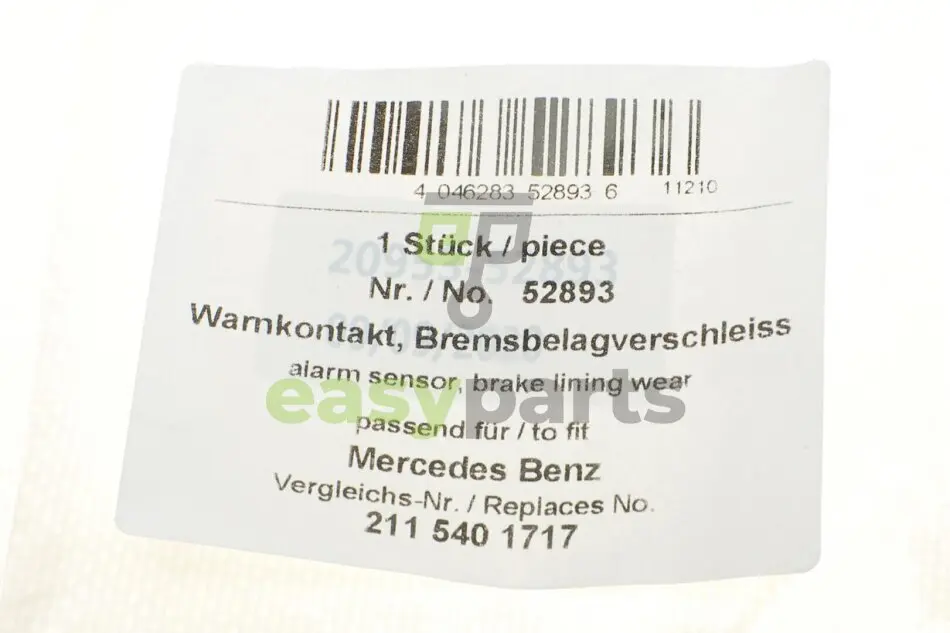 4 046283 52893 6 11210
1 Stück / piece
Nr. / No. 52893
Warnkontakt, Bremsbelagverschleiss
alarm sensor, brake lining wear
easyparts
passend für / to fit
Mercedes Benz
Vergleichs-Nr. / Replaces No.
211 540 1717